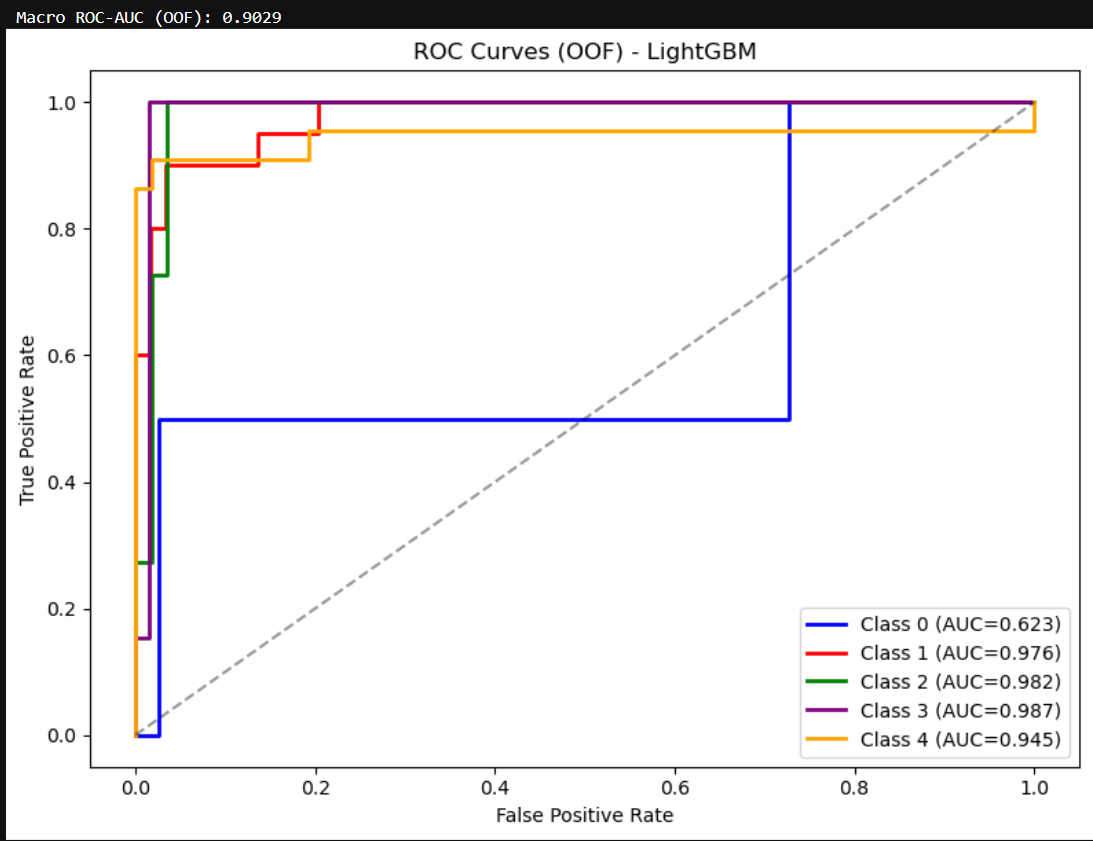 Macro ROC-AUC (OOF): 0.9029
ROC Curves (OOF) - LightGBM
1.0
0.8
0.6
0.4
0.2
0.0
True Positive Rate
Class 0 (AUC=0.623)
Class 1 (AUC=0.976)
Class 2 (AUC=0.982)
Class 3 (AUC=0.987)
Class 4 (AUC=0.945)
0.0 0.2 0.4 0.6 0.8 1.0
False Positive Rate